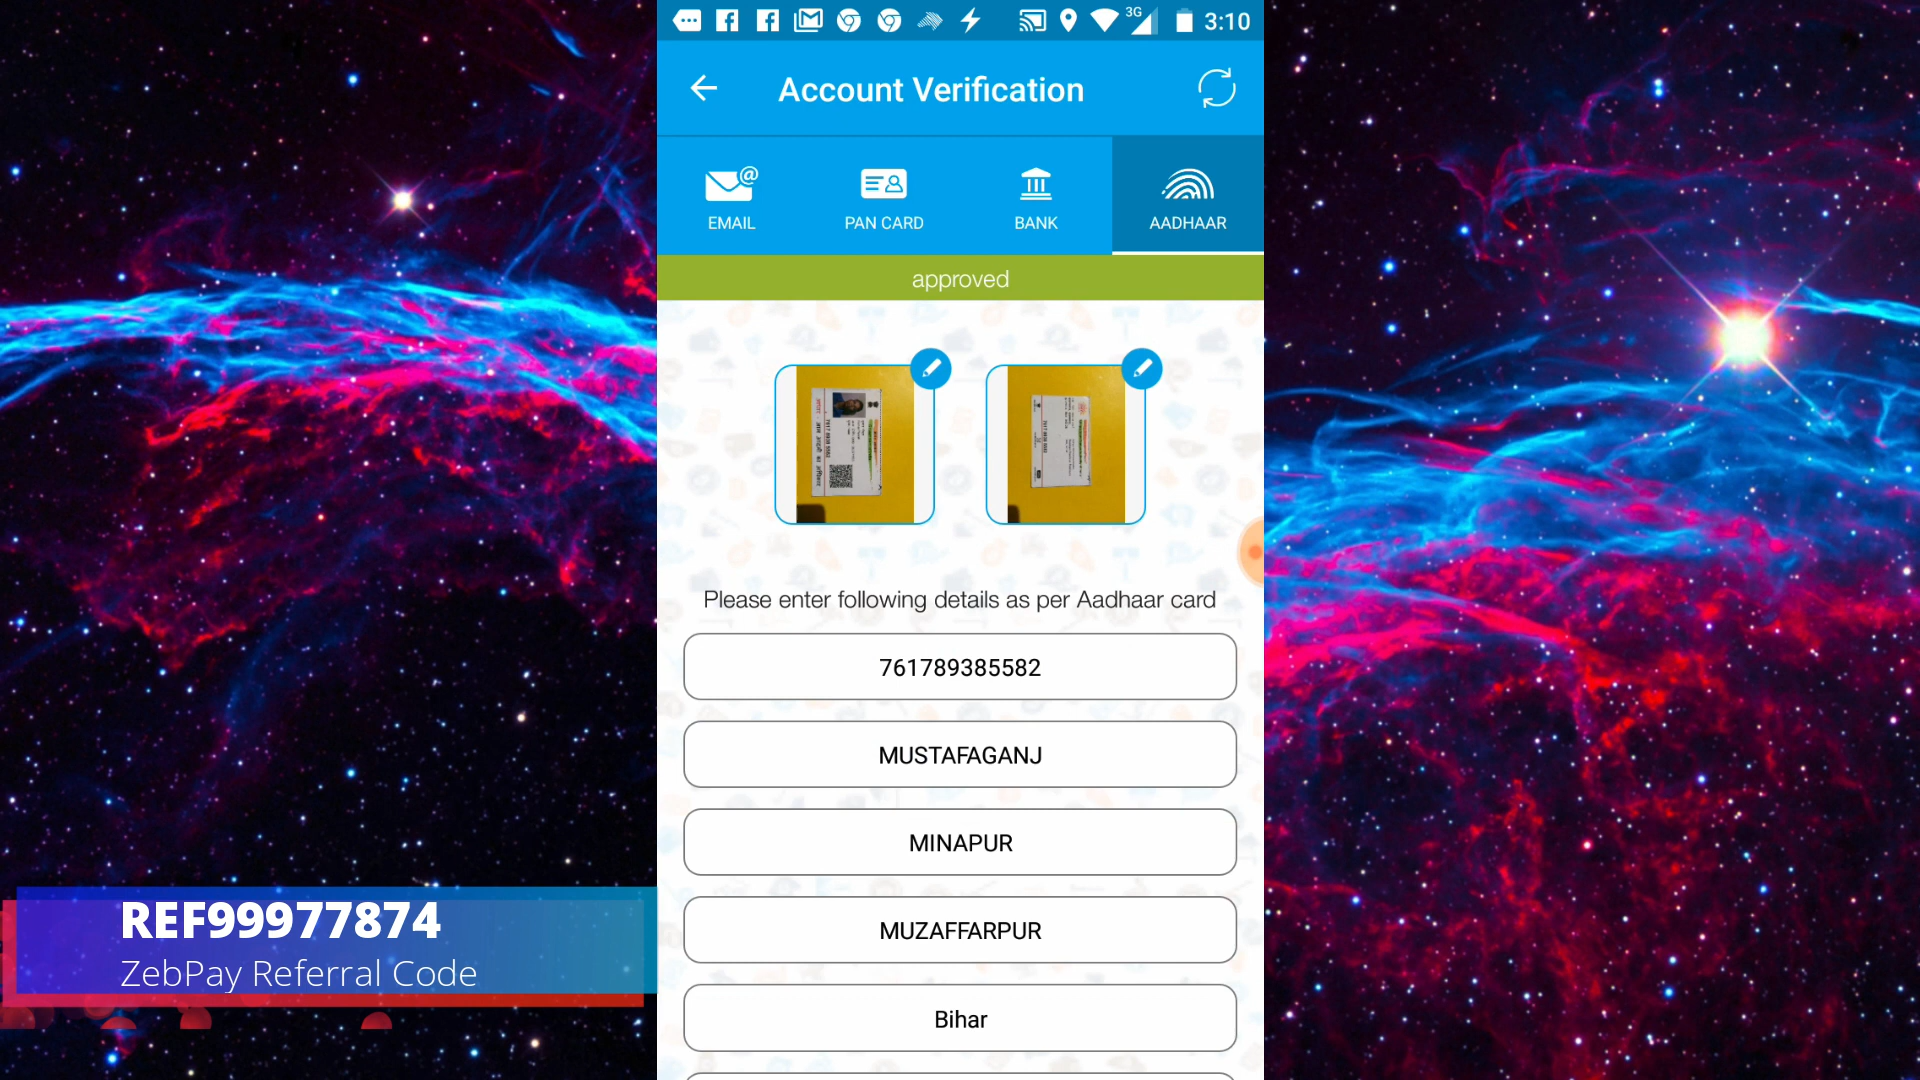 3G 3:10
Account Verification
EMAIL
PAN CARD
BANK
AADHAAR
approved
Please enter following details as per Aadhaar card
761789385582
MUSTAFAGANJ
MINAPUR
MUZAFFARPUR
Bihar
REF99977874
ZebPay Referral Code